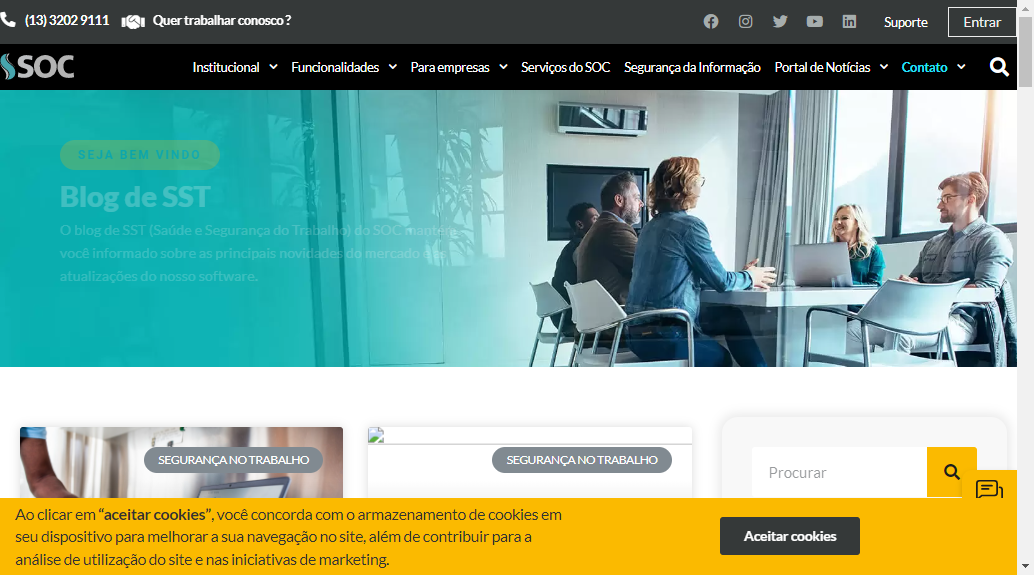 (13) 3202 9111 Quer trabalhar conosco ? Suporte Entrar
SOC Institucional Funcionalidades Para empresas Serviços do SOC Segurança da Informação Portal de Notícias Contato
SEJA BEM VINDO
Blog de SST
O blog de SST (Saúde e Segurança do Trabalho) do SOC mantém
você informado sobre as principais novidades do mercado e as
atualizações do nosso software.
SEGURANÇA NO TRABALHO SEGURANÇA NO TRABALHO
Procurar
Ao clicar em “aceitar cookies”, você concorda com o armazenamento de cookies em
seu dispositivo para melhorar a sua navegação no site, além de contribuir para a
análise de utilização do site e nas iniciativas de marketing.
Aceitar cookies